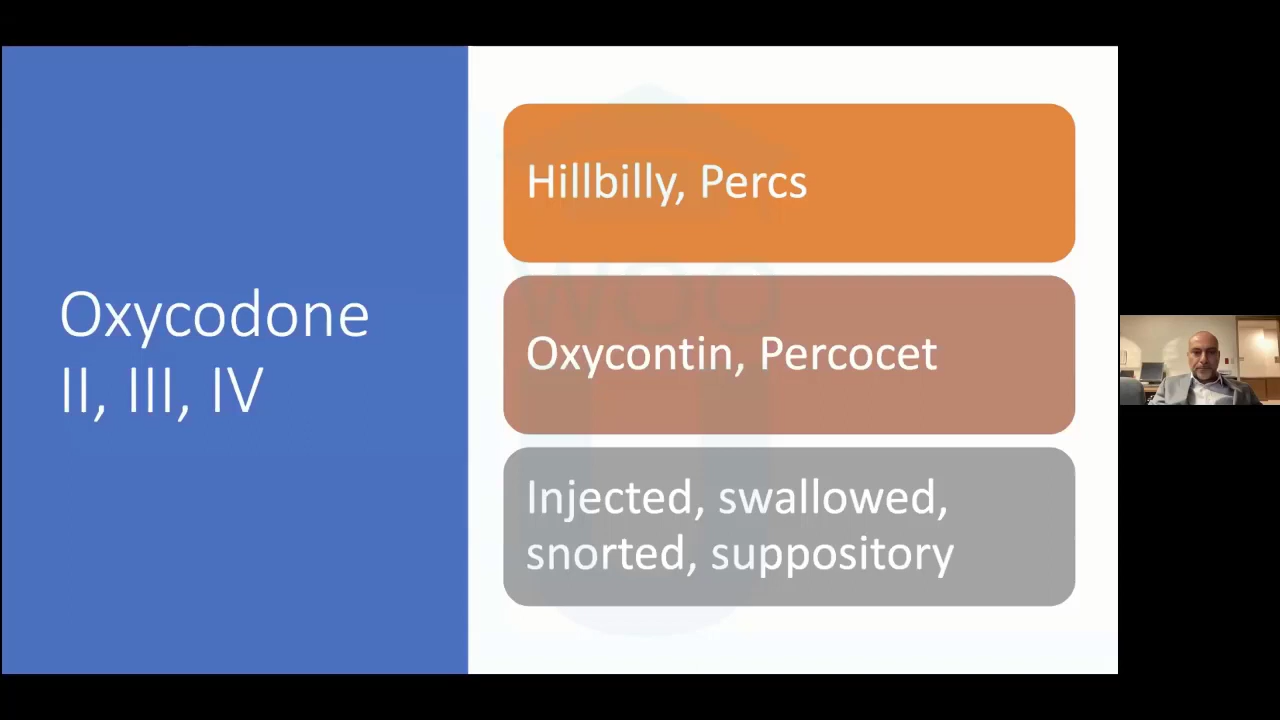 Oxycodone
II, III, IV
Hillbilly, Percs
Oxycontin, Percocet
Injected, swallowed,
snorted, suppository